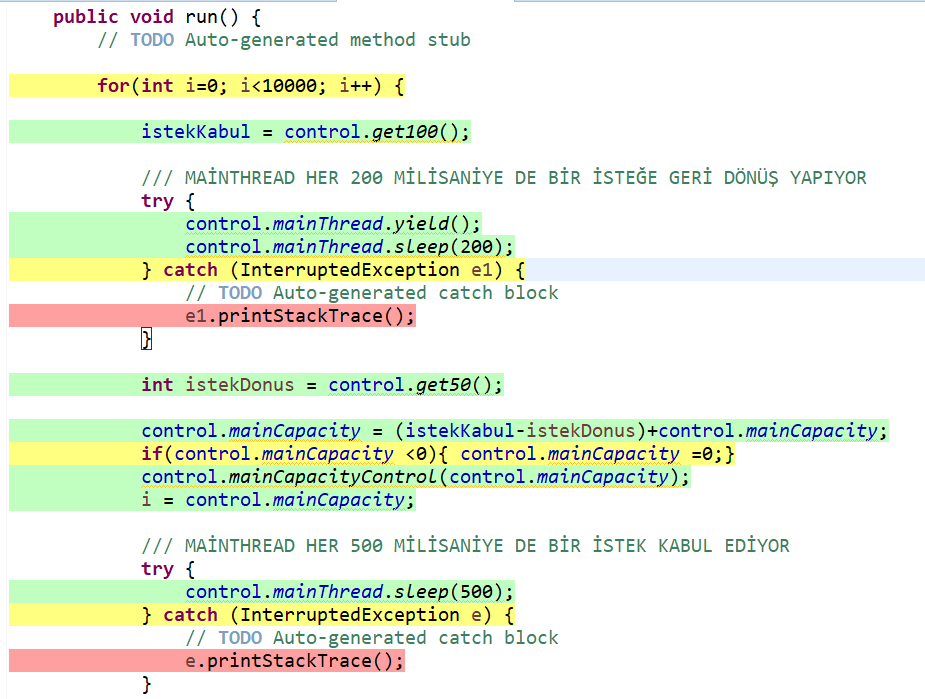 public void run() {
// TODO Auto-generated method stub
for(int i=0; i<10000; i++) {
istekKabul = control.get100();
/// MAİNTHREAD HER 200 MİLİSANİYE DE BİR İSTEĞE GERİ DÖNÜŞ YAPIYOR
try {
control.mainThread.yield();
control.mainThread.sleep(200);
} catch (InterruptedException e1) {
// TODO Auto-generated catch block
e1.printStackTrace();
}
int istekDonus = control.get50();
control.mainCapacity = (istekKabul-istekDonus)+control.mainCapacity;
if(control.mainCapacity <0){ control.mainCapacity =0;}
control.mainCapacityControl(control.mainCapacity);
i = control.mainCapacity;
/// MAİNTHREAD HER 500 MİLİSANİYE DE BİR İSTEK KABUL EDİYOR
try {
control.mainThread.sleep(500);
} catch (InterruptedException e) {
// TODO Auto-generated catch block
e.printStackTrace();
}